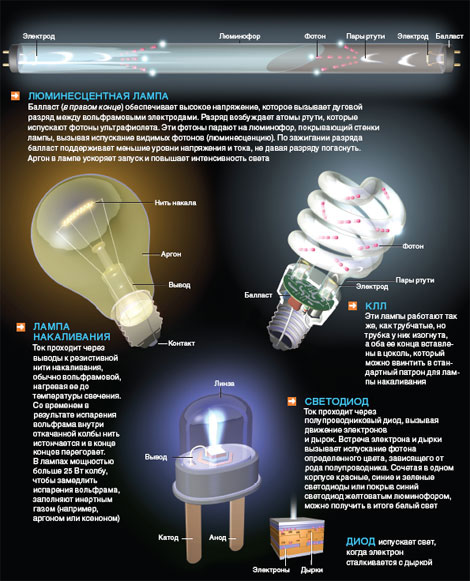 Электрод
Люминофор
Фотон
Пары ртути
Электрод
Балласт
ЛЮМИНЕСЦЕНТНАЯ ЛАМПА
Балласт (в правом конце) обеспечивает высокое напряжение, которое вызывает дуговой
разряд между вольфрамовыми электродами. Разряд возбуждает атомы ртути, которые
испускают фотоны ультрафиолета. Эти фотоны падают на люминофор, покрывающий стенки
лампы, вызывая испускание видимых фотонов (люминесценцию). По зажигании разряда
балласт поддерживает меньшие уровни напряжения и тока, не давая разряду погаснуть.
Аргон в лампе ускоряет запуск и повышает интенсивность света
Нить накала
Аргон
Вывод
Контакт
ЛАМПА
НАКАЛИВАНИЯ
Ток проходит через
выводы к резистивной
нити накаливания,
обычно вольфрамовой,
нагревая ее до
температуры свечения.
Со временем в
результате испарения
вольфрама внутри
откачанной колбы нить
истончается и в конце
концов перегорает.
В лампах мощностью
больше 25 Вт колбу,
чтобы замедлить
испарения вольфрама,
заполняют инертным
газом (например,
аргоном или ксеноном)
Фотон
Пары ртути
Электрод
Балласт
КЛЛ
Эти лампы работают так
же, как трубчатые, но
трубка у них изогнута,
а оба ее конца вставле-
ны в цоколь, который
можно ввинтить в стан-
дартный патрон для лам-
пы накаливания
Линза
Вывод
Катод
Анод
СВЕТОДИОД
Ток проходит через
полупроводниковый диод, вызывая
движение электронов
и дырок. Встреча электрона и дырки
вызывает испускание фотона
определенного цвета, зависящего от
рода полупроводника. Сочетая в одном
корпусе красные, синие и зеленые
светодиоды или покрыв синий
светодиод желтоватым люминофором,
можно получить в итоге белый свет
ДИОД испускает свет,
когда электрон
сталкивается с дыркой
Электроны
Дырки